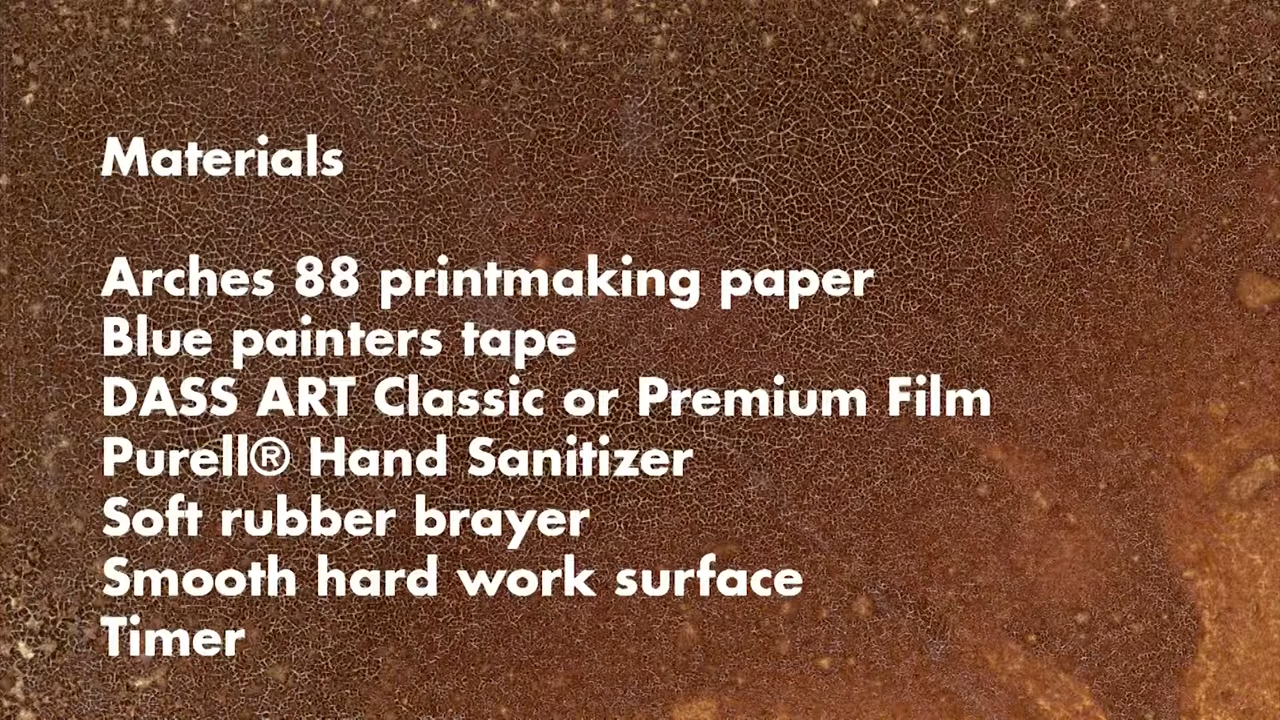 Materials
Arches 88 printmaking paper
Blue painters tape
DASS ART Classic or Premium Film
Purell® Hand Sanitizer
Soft rubber brayer
Smooth hard work surface
Timer